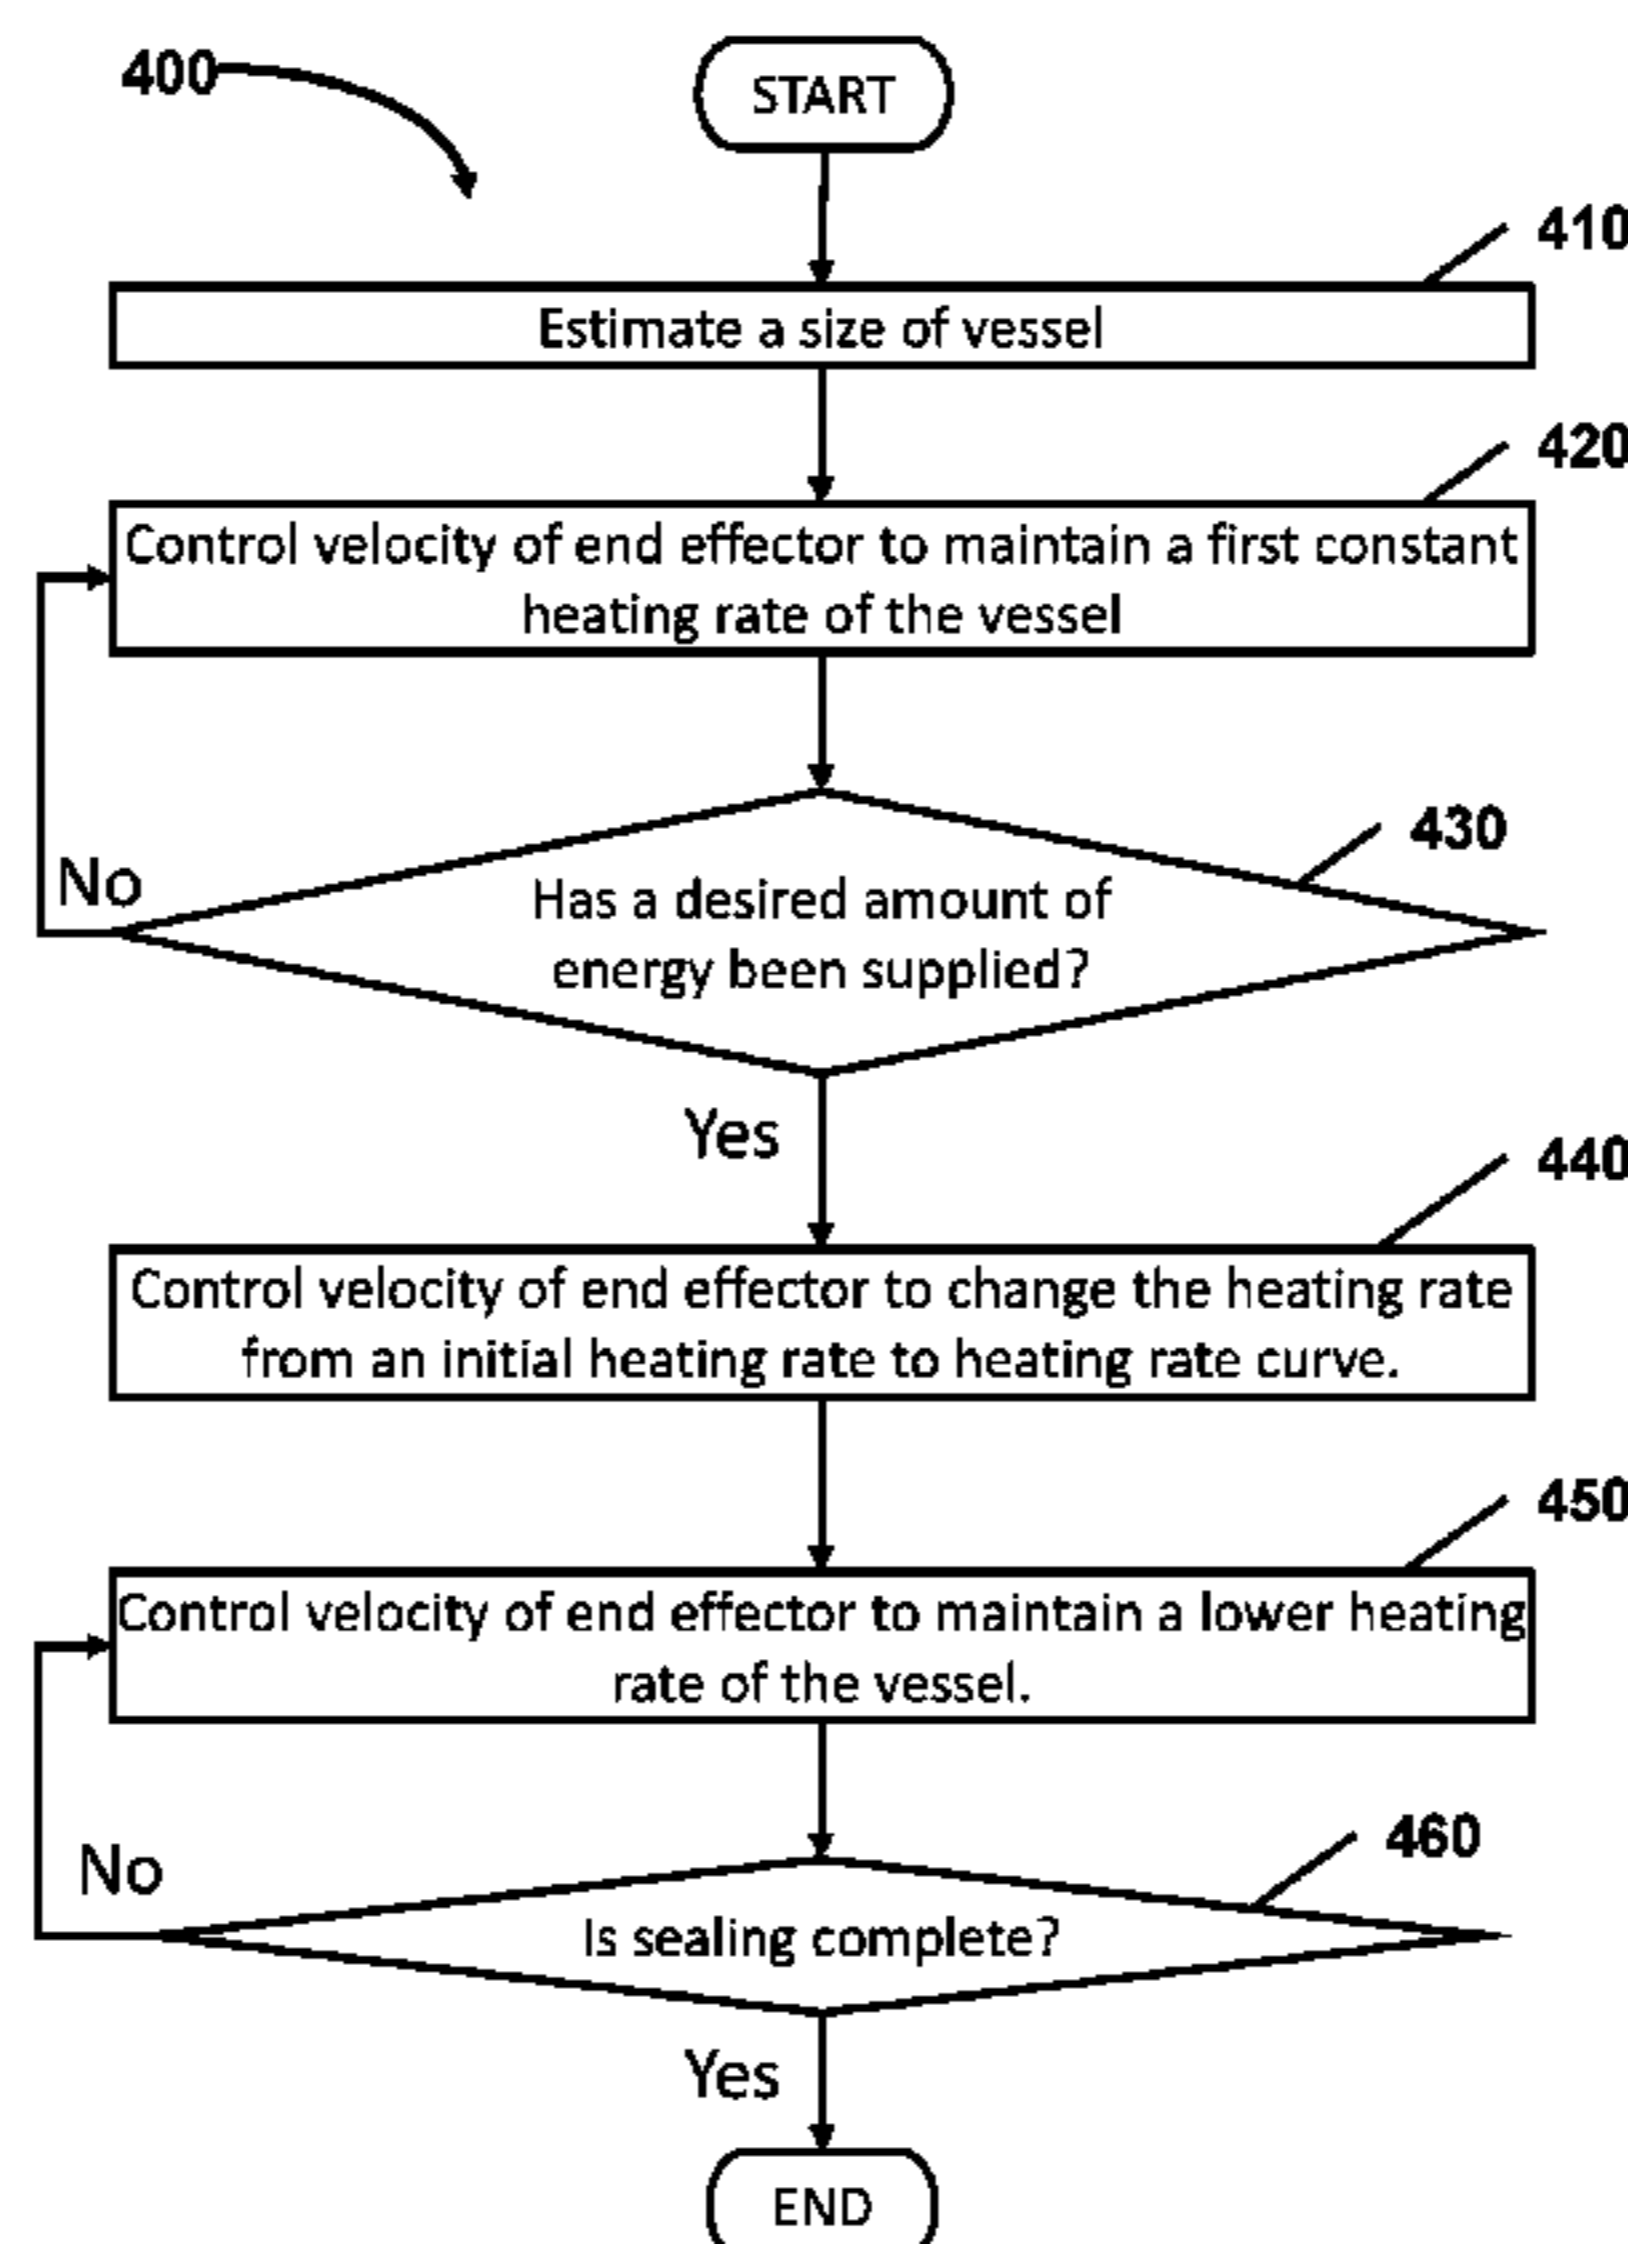 400
START
410
Estimate a size of vessel
420
Control velocity of end effector to maintain a first constant
heating rate of the vessel
430
No
Has a desired amount of
energy been supplied?
Yes
440
Control velocity of end effector to change the heating rate
from an initial heating rate to heating rate curve.
450
Control velocity of end effector to maintain a lower heating
rate of the vessel.
460
No
Is sealing complete?
Yes
END